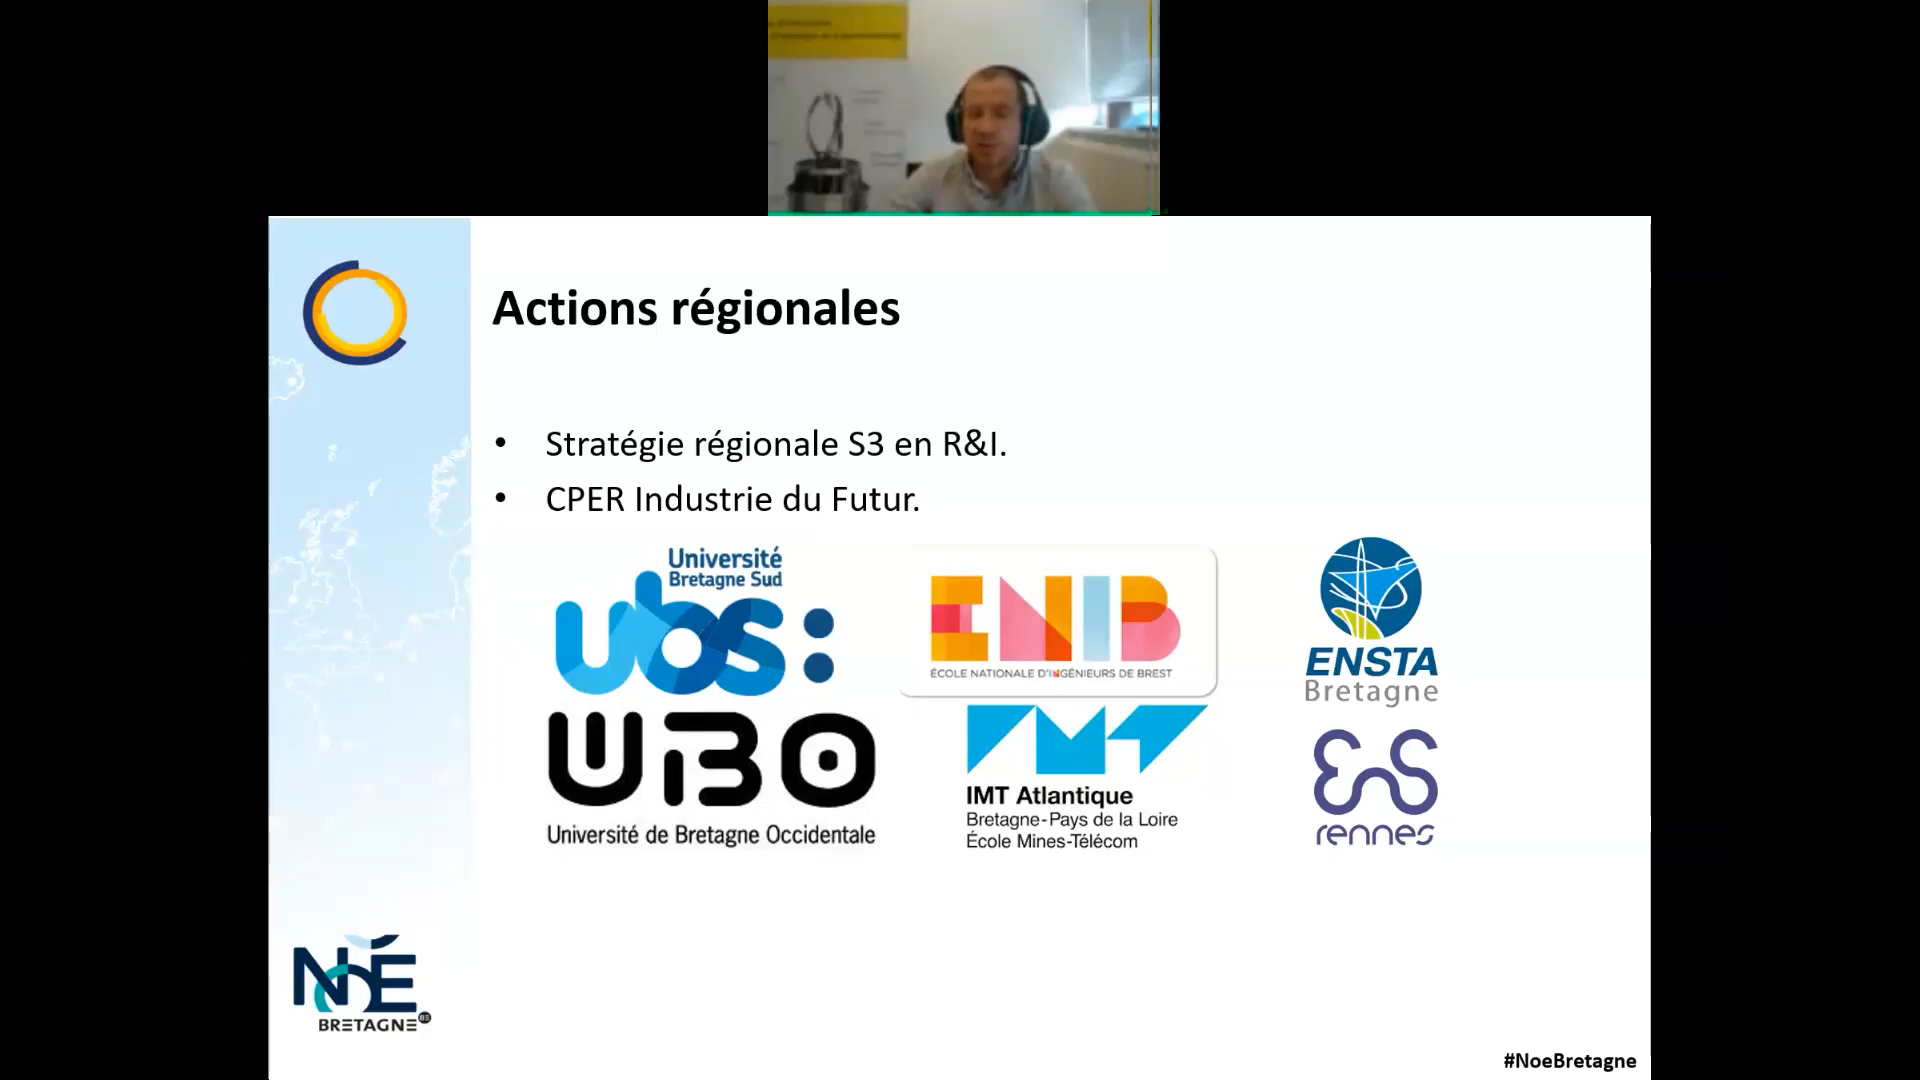 Actions régionales
• Stratégie régionale S3 en R&I.
• CPER Industrie du Futur.
Université
Bretagne Sud
ubs:
ENIB
ÉCOLE NATIONALE D'INGÉNIEURS DE BREST
ENSTA
Bretagne
UBO
Université de Bretagne Occidentale
IMT Atlantique
Bretagne-Pays de la Loire
École Mines-Télécom
ENS
rennes
NOÉ
BRETAGNE
#NoeBretagne